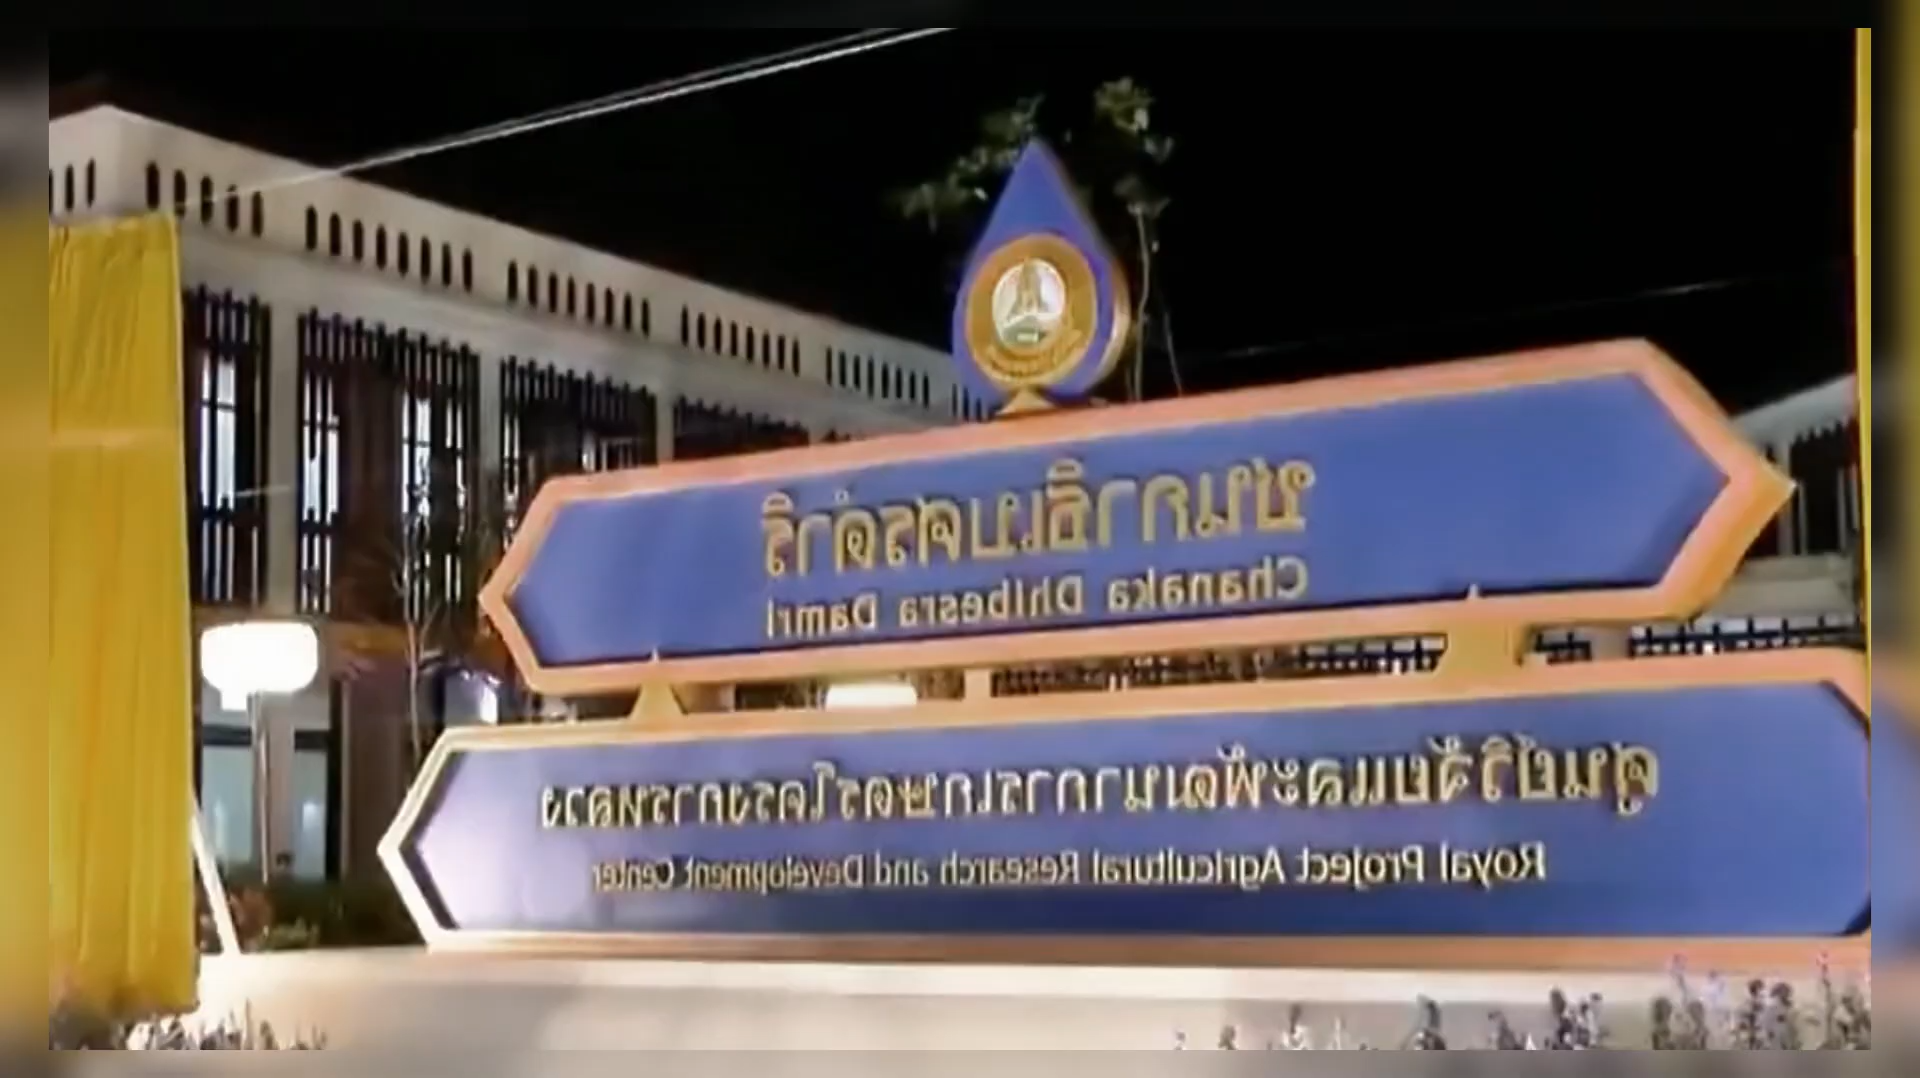 ชนกาธิเบศรดำริ
Chanaka Dhibesra Damri
ศูนย์วิจัยและพัฒนาการเกษตรโครงการหลวง
Royal Project Agricultural Research and Development Center